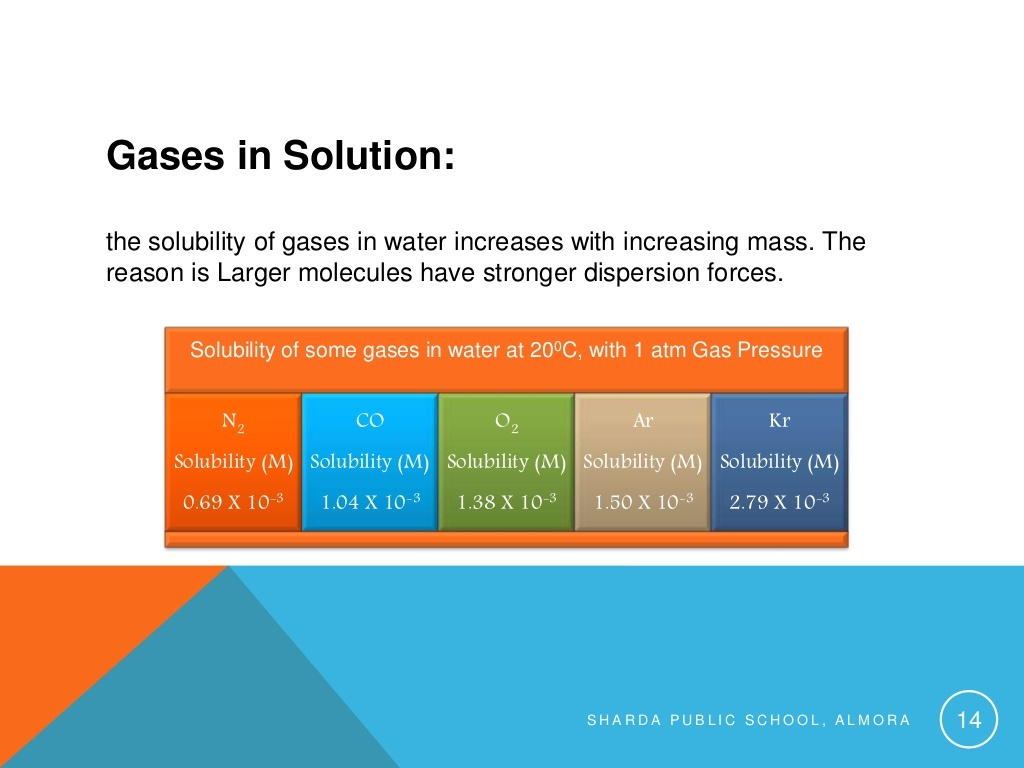 Gases in Solution:
the solubility of gases in water increases with increasing mass. The
reason is Larger molecules have stronger dispersion forces.
Solubility of some gases in water at 20⁰C, with 1 atm Gas Pressure
N₂ CO O₂ Ar Kr
Solubility (M) Solubility (M) Solubility (M) Solubility (M) Solubility (M)
0.69 X 10⁻³ 1.04 X 10⁻³ 1.38 X 10⁻³ 1.50 X 10⁻³ 2.79 X 10⁻³
SHARDA PUBLIC SCHOOL, ALMORA 14